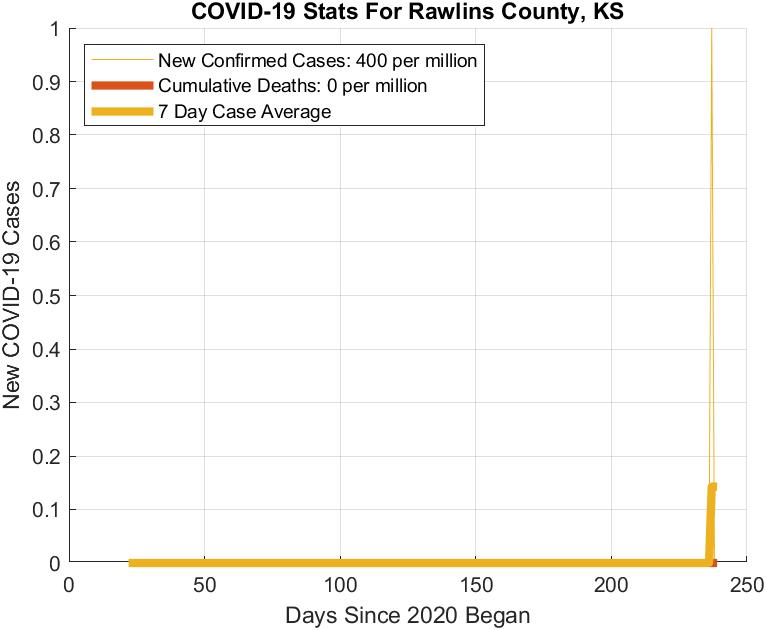 COVID-19 Stats For Rawlins County, KS
New Confirmed Cases: 400 per million
Cumulative Deaths: 0 per million
7 Day Case Average
New COVID-19 Cases
1
0.9
0.8
0.7
0.6
0.5
0.4
0.3
0.2
0.1
0
0 50 100 150 200 250
Days Since 2020 Began